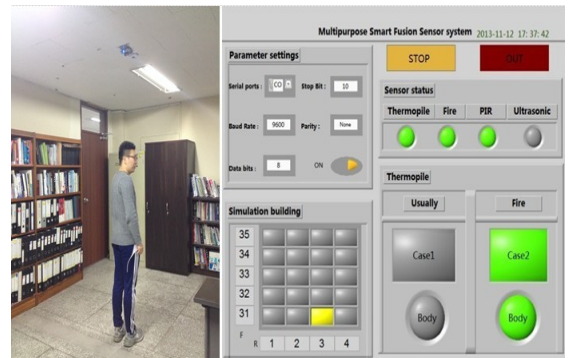 Multipurpose Smart Fusion Sensor system 2013-11-12 17:37:42
Parameter settings
Serial ports : CO
Stop Bit : 10
Baud Rate : 9600
Parity : None
Data bits : 8
ON
STOP
OUT
Sensor status
Thermopile Fire PIR Ultrasonic
Thermopile
Usually Fire
Case1 Case2
Body Body
Simulation building
35
34
33
32
31
F
R 1 2 3 4